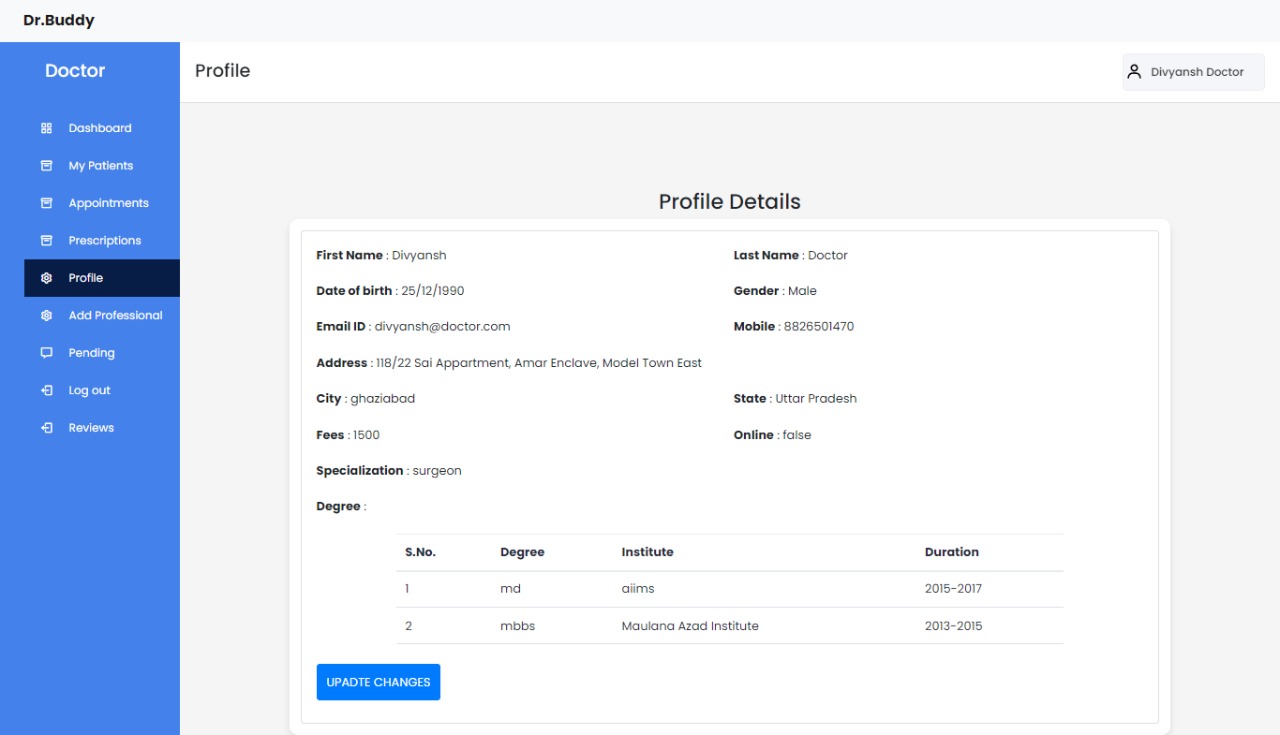 Dr.Buddy
Doctor
Dashboard
My Patients
Appointments
Prescriptions
Profile
Add Professional
Pending
Log out
Reviews
Profile
Divyansh Doctor
Profile Details
First Name : Divyansh
Last Name : Doctor
Date of birth : 25/12/1990
Gender : Male
Email ID : divyansh@doctor.com
Mobile : 8826501470
Address : 118/22 Sai Appartment, Amar Enclave, Model Town East
City : ghaziabad
State : Uttar Pradesh
Fees : 1500
Online : false
Specialization : surgeon
Degree :
S.No. Degree Institute Duration
1 md aiims 2015-2017
2 mbbs Maulana Azad Institute 2013-2015
UPADTE CHANGES